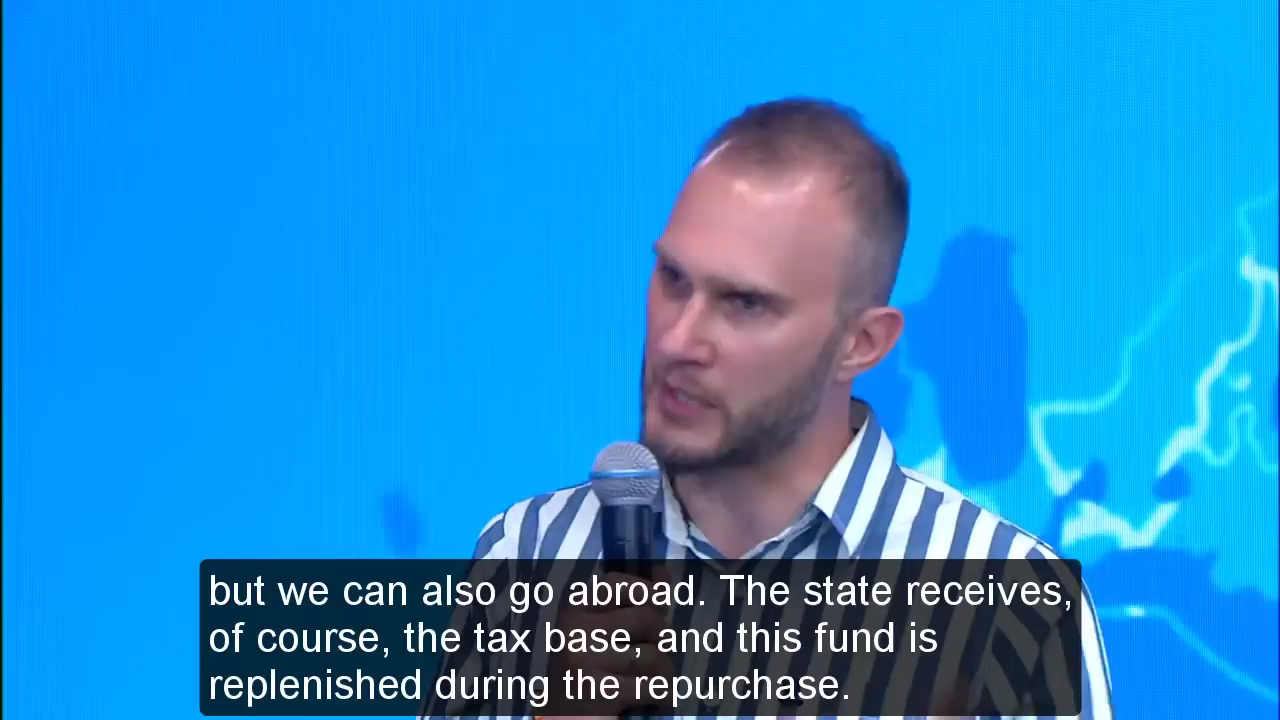 but we can also go abroad. The state receives,
of course, the tax base, and this fund is
replenished during the repurchase.